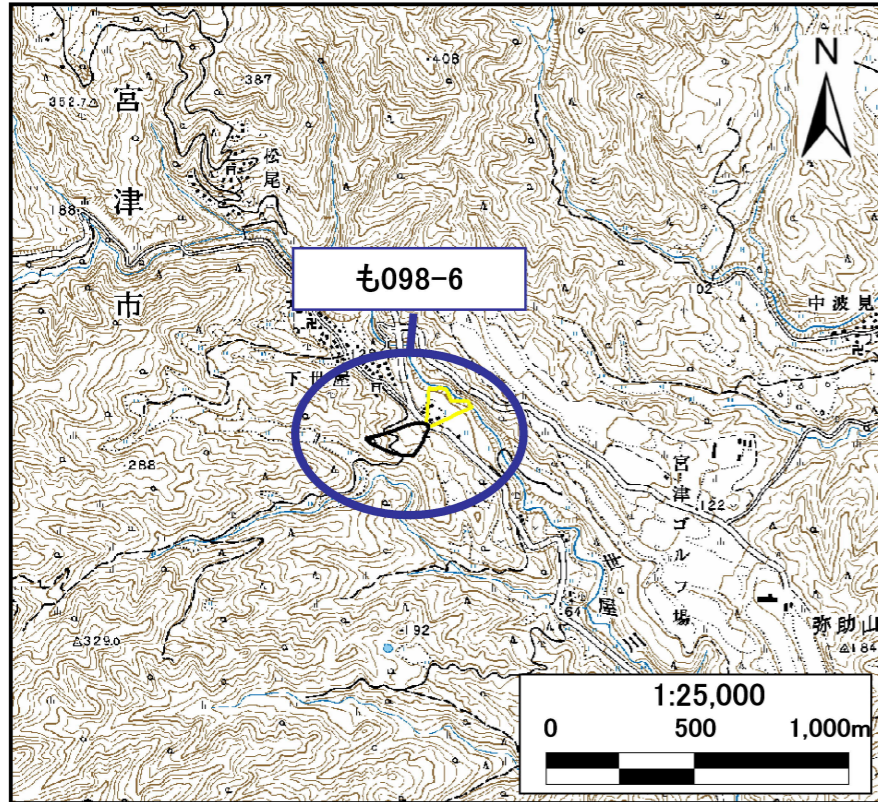 408
387
352.7
N
宮津市
松尾
188
も098-6
102
中波見
下世屋
288
宮津ゴルフ場
122
世屋川
64
弥助山
184
329.0
192
1:25,000
0 500 1,000m